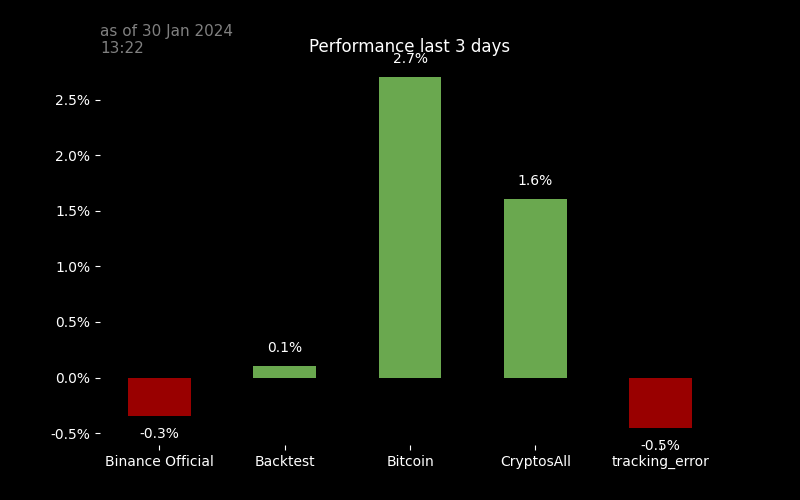 as of 30 Jan 2024
13:22
Performance last 3 days
2.7%
2.5%
2.0%
1.6%
1.5%
1.0%
0.5%
0.1%
0.0%
-0.3%
-0.5%
-0.5%
Binance Official
Backtest
Bitcoin
CryptosAll
tracking_error